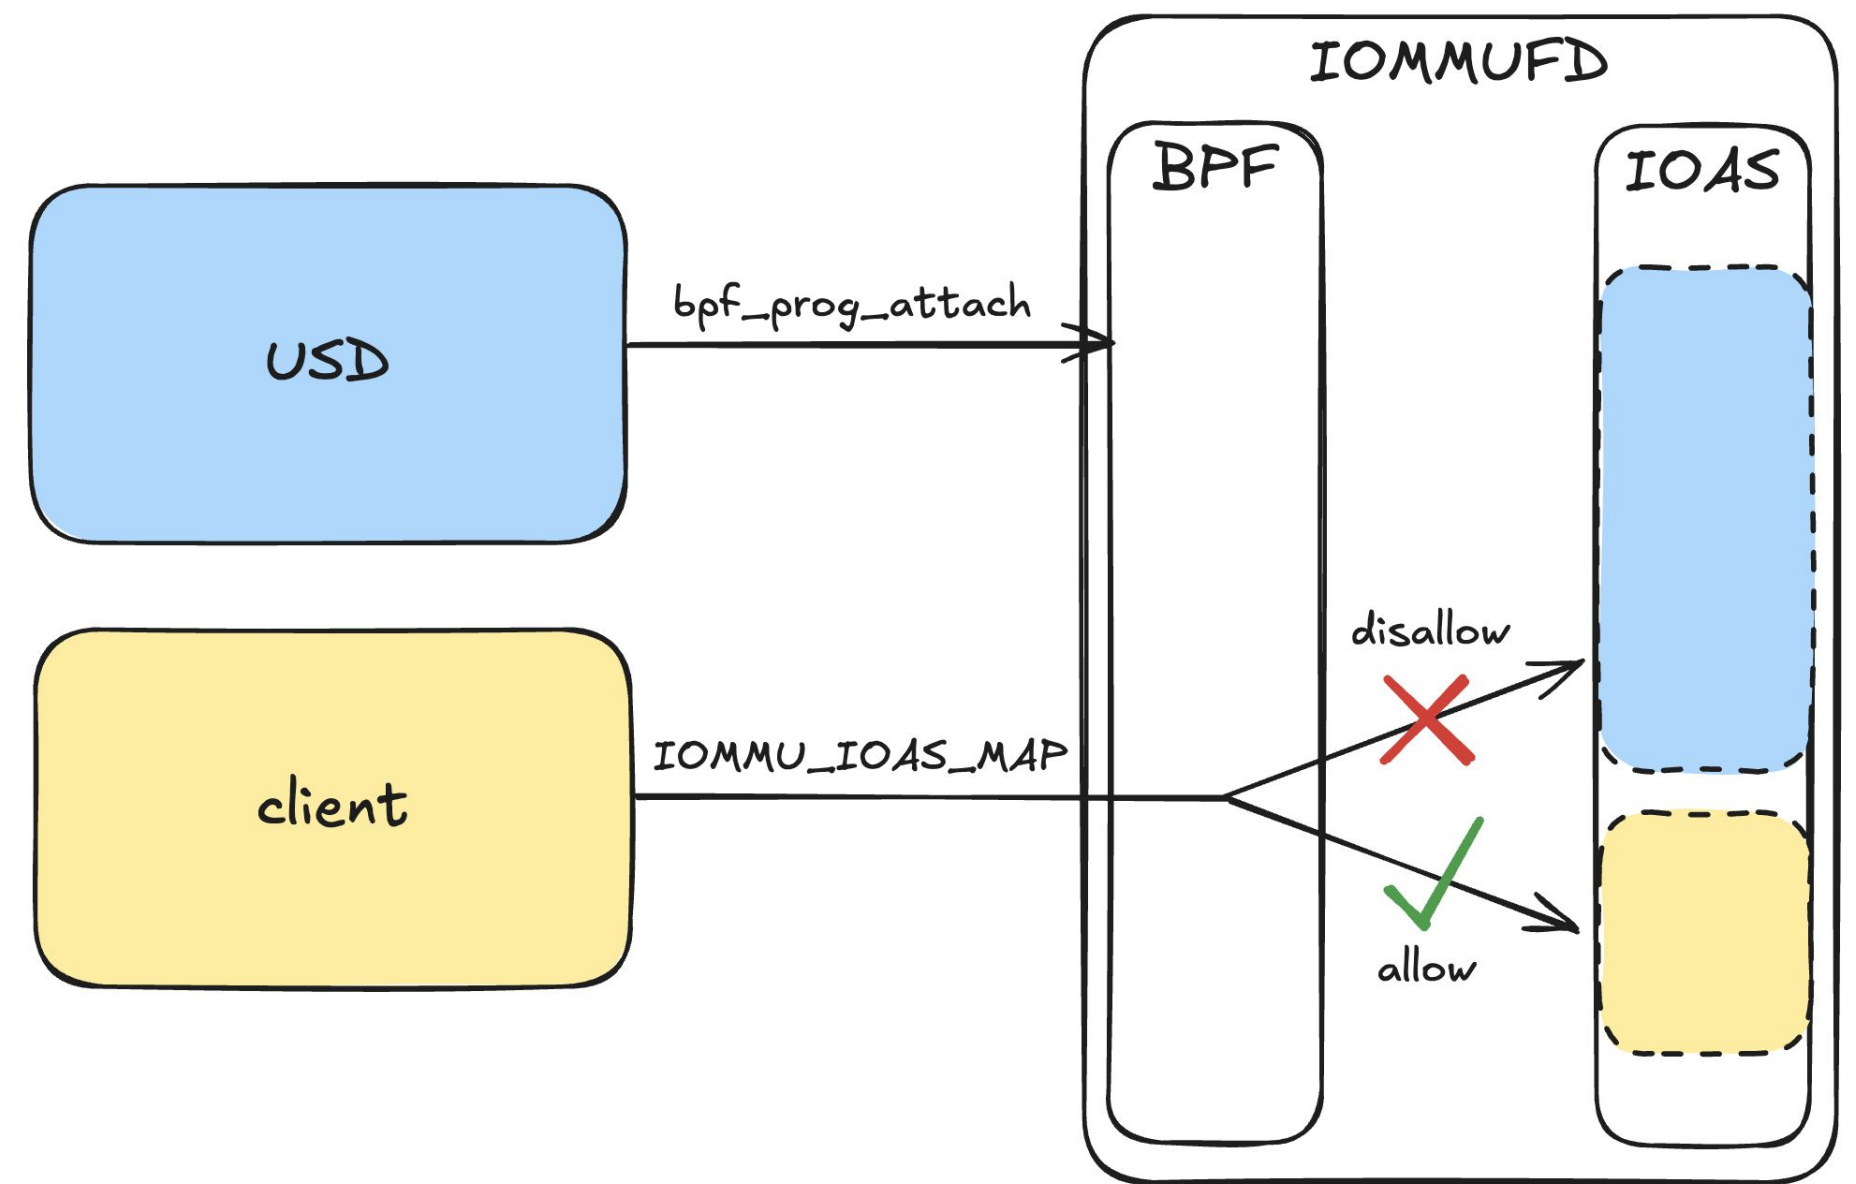 IOMMUFD
BPF
IOAS
USD
bpf_prog_attach
disallow
IOMMU_IOAS_MAP
client
allow